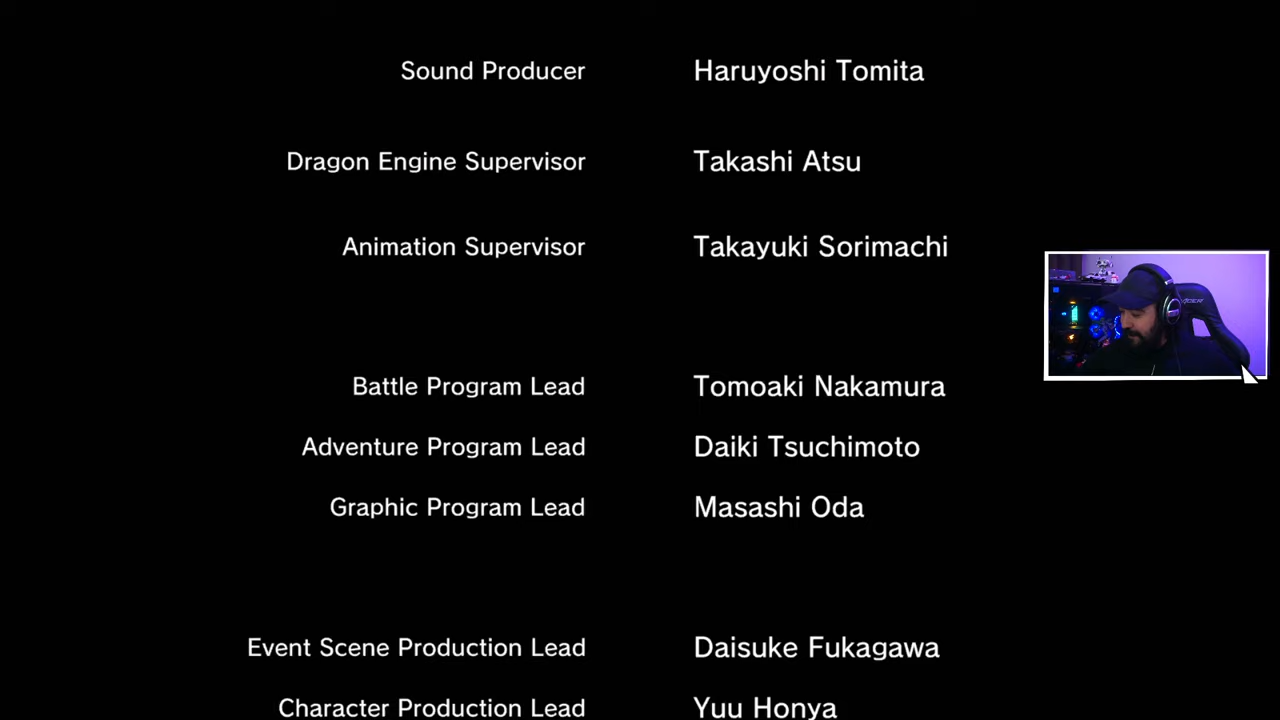 Sound Producer Haruyoshi Tomita
Dragon Engine Supervisor Takashi Atsu
Animation Supervisor Takayuki Sorimachi
Battle Program Lead Tomoaki Nakamura
Adventure Program Lead Daiki Tsuchimoto
Graphic Program Lead Masashi Oda
Event Scene Production Lead Daisuke Fukagawa
Character Production Lead Yuu Honya